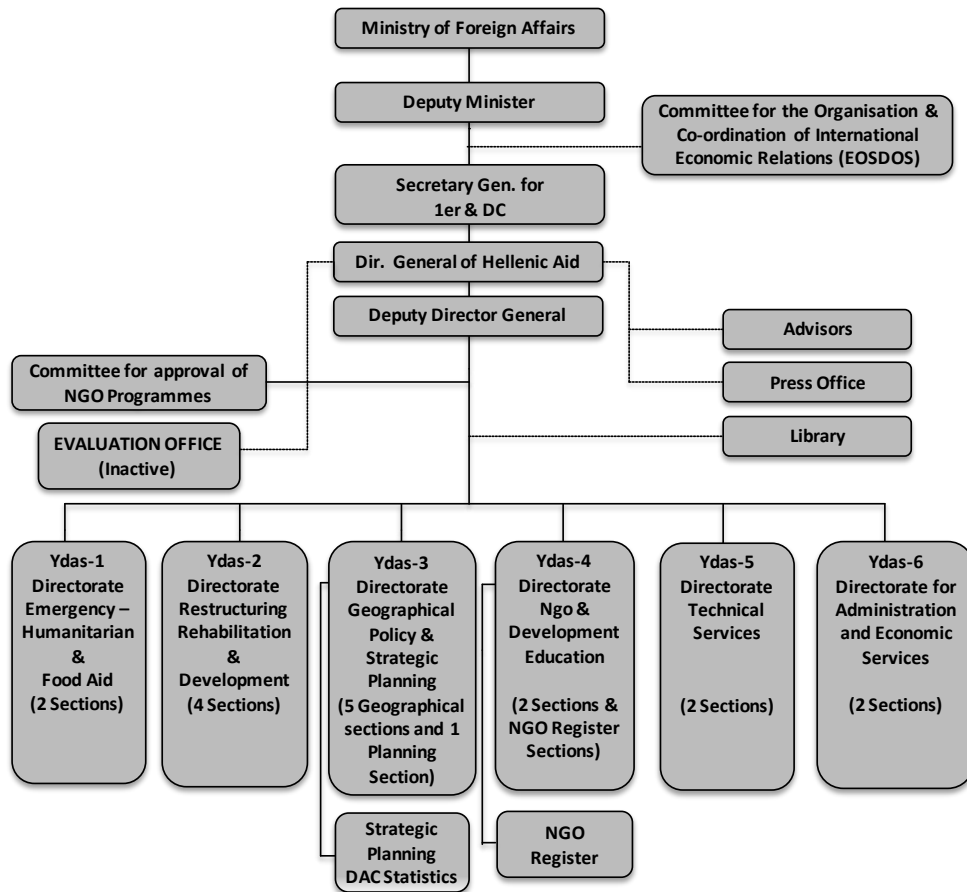 Ministry of Foreign Affairs
Deputy Minister
Committee for the Organisation &
Co-ordination of International
Economic Relations (EOSDOS)
Secretary Gen. for
1er & DC
Dir. General of Hellenic Aid
Deputy Director General
Advisors
Committee for approval of
NGO Programmes
Press Office
EVALUATION OFFICE
(Inactive)
Library
Ydas-1
Directorate
Emergency –
Humanitarian
&
Food Aid
(2 Sections)
Ydas-2
Directorate
Restructuring
Rehabilitation
&
Development
(4 Sections)
Ydas-3
Directorate
Geographical
Policy &
Strategic
Planning
(5 Geographical
sections and 1
Planning
Section)
Ydas-4
Directorate
Ngo &
Development
Education
(2 Sections &
NGO Register
Sections)
Ydas-5
Directorate
Technical
Services
(2 Sections)
Ydas-6
Directorate for
Administration
and Economic
Services
(2 Sections)
Strategic
Planning
DAC Statistics
NGO
Register